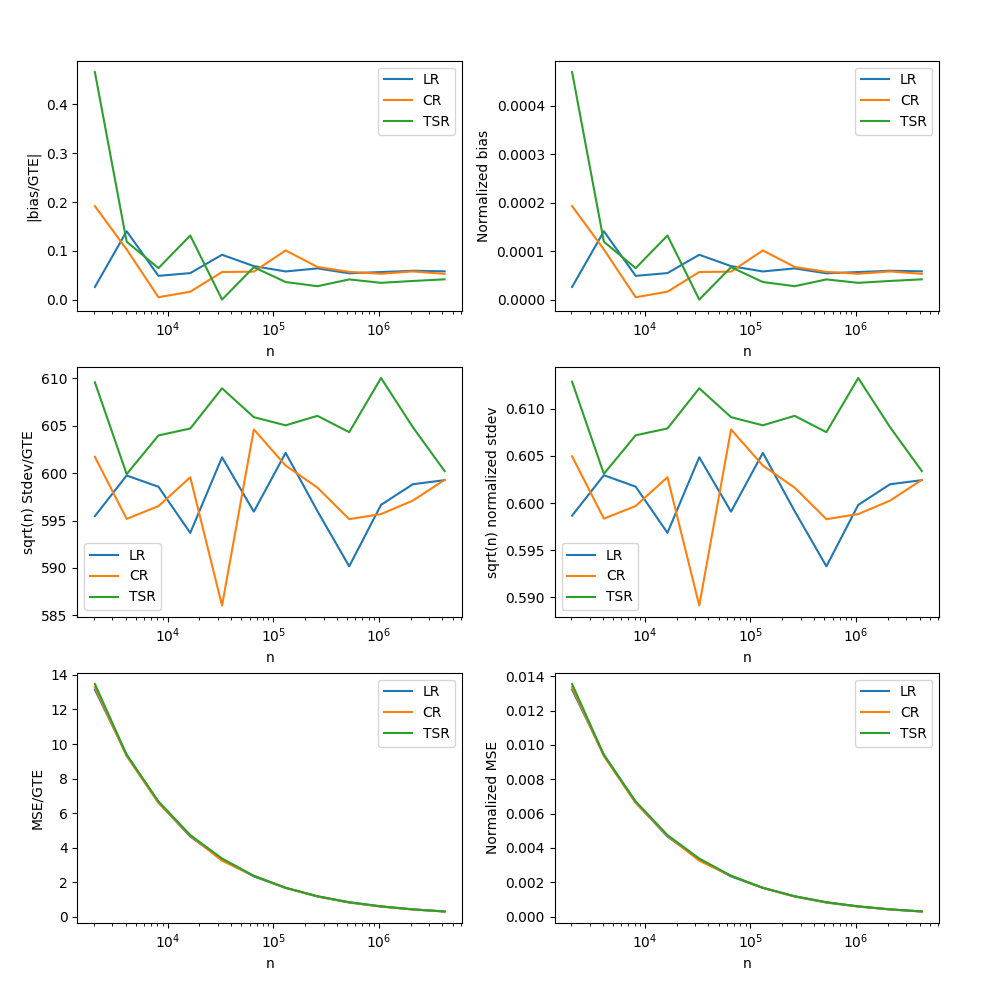 |bias/GTE|
0.4
0.3
0.2
0.1
0.0
LR
CR
TSR
10^4
10^5
10^6
n
Normalized bias
0.0004
0.0003
0.0002
0.0001
0.0000
LR
CR
TSR
10^4
10^5
10^6
n
sqrt(n) Stdev/GTE
610
605
600
595
590
585
LR
CR
TSR
10^4
10^5
10^6
n
sqrt(n) normalized stdev
0.610
0.605
0.600
0.595
0.590
LR
CR
TSR
10^4
10^5
10^6
n
MSE/GTE
14
12
10
8
6
4
2
0
LR
CR
TSR
10^4
10^5
10^6
n
Normalized MSE
0.014
0.012
0.010
0.008
0.006
0.004
0.002
0.000
LR
CR
TSR
10^4
10^5
10^6
n